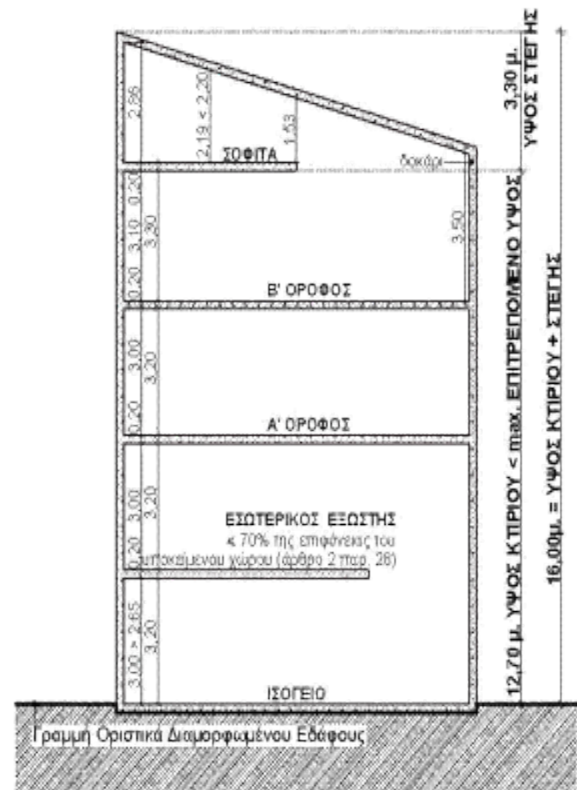 2,86
2,19 < 2,20
1,53
3,30 μ.
ΥΨΟΣ ΣΤΕΓΗΣ
ΣΟΦΙΤΑ
δοκάρι
0,20
3,10
3,30
3,50
0,20
Β' ΟΡΟΦΟΣ
3,00
3,20
0,20
Α' ΟΡΟΦΟΣ
3,00
3,20
0,20
ΕΣΩΤΕΡΙΚΟΣ ΕΞΩΣΤΗΣ
< 70% της επιφάνειας του
υποκείμενου χώρου (άρθρο 2 παρ. 26)
3,00 > 2,65
3,20
ΙΣΟΓΕΙΟ
12,70 μ. ΥΨΟΣ ΚΤΙΡΙΟΥ < max. ΕΠΙΤΡΕΠΟΜΕΝΟ ΥΨΟΣ
16,00μ. = ΥΨΟΣ ΚΤΙΡΙΟΥ + ΣΤΕΓΗΣ
Γραμμή Οριστικά Διαμορφωμένου Εδάφους